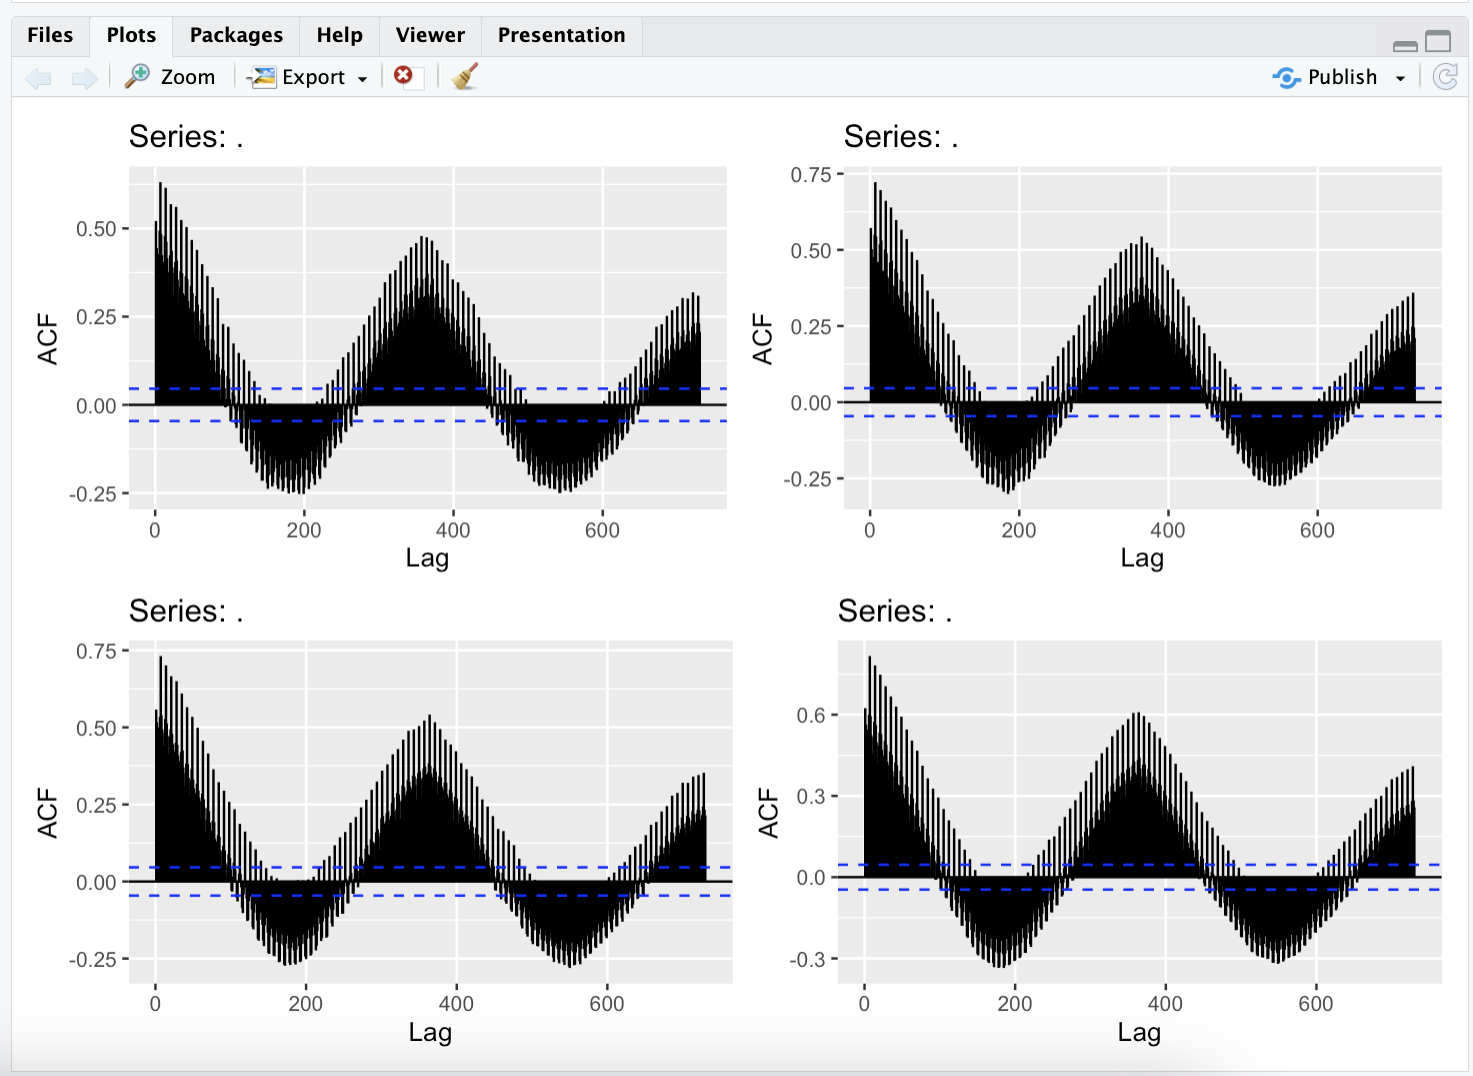 Files Plots Packages Help Viewer Presentation
Zoom Export Publish
Series: .
0.50
0.25
0.00
-0.25
ACF
0 200 400 600
Lag
Series: .
0.75
0.50
0.25
0.00
-0.25
ACF
0 200 400 600
Lag
Series: .
0.75
0.50
0.25
0.00
-0.25
ACF
0 200 400 600
Lag
Series: .
0.6
0.3
0.0
-0.3
ACF
0 200 400 600
Lag